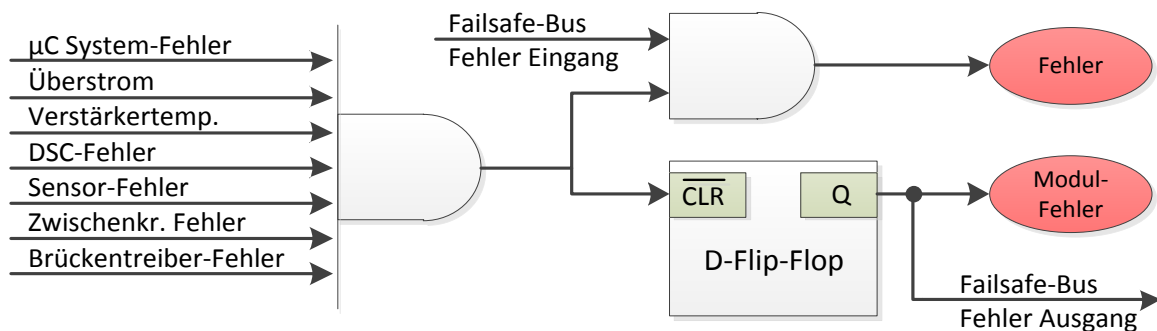 µC System-Fehler
Überstrom
Verstärkertemp.
DSC-Fehler
Sensor-Fehler
Zwischenkr. Fehler
Brückentreiber-Fehler
Failsafe-Bus
Fehler Eingang
Fehler
CLR
Q
D-Flip-Flop
Modul-
Fehler
Failsafe-Bus
Fehler Ausgang